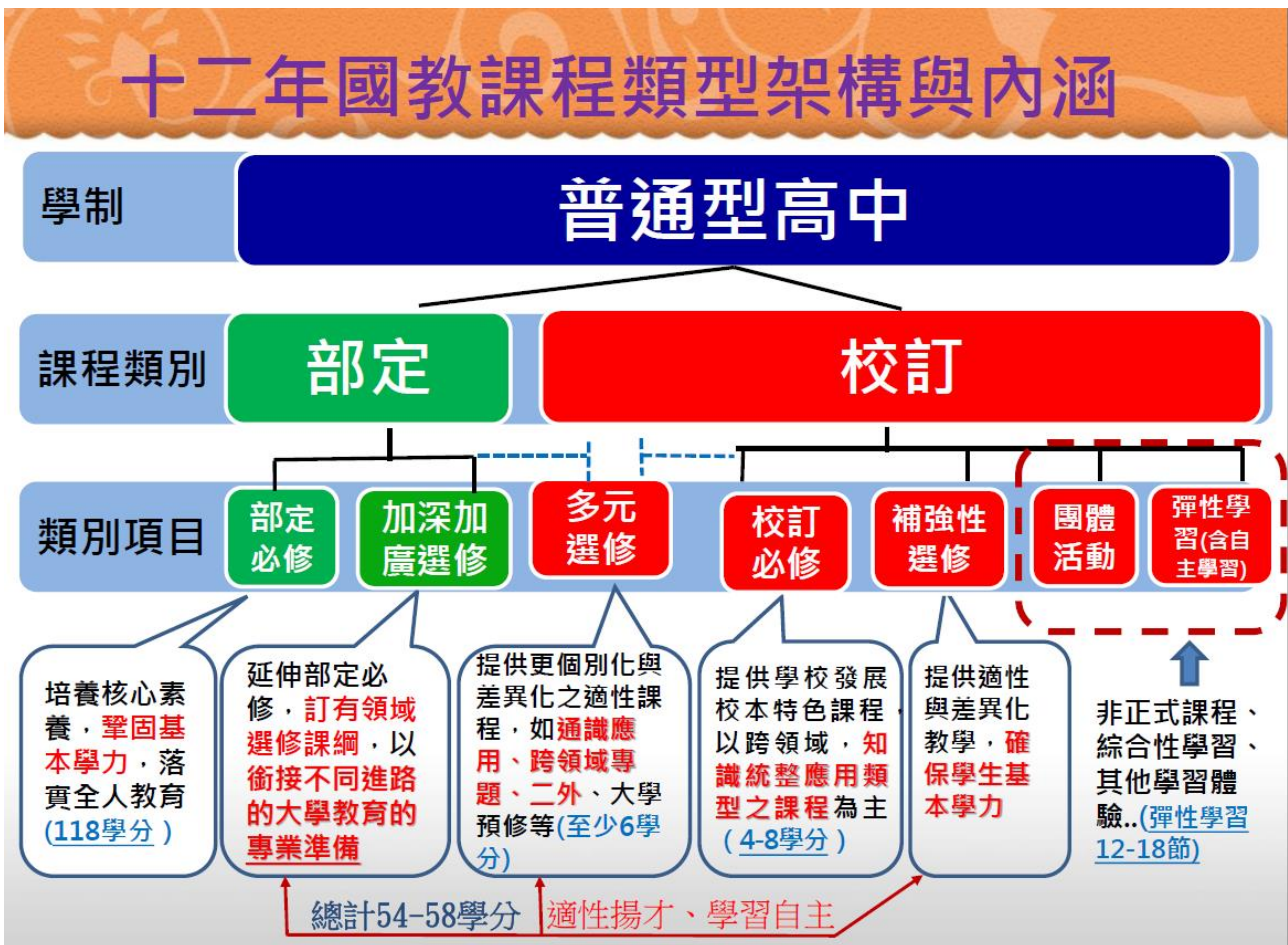 十二年國教課程類型架構與內涵
學制
普通型高中
課程類別
部定
校訂
類別項目
部定
必修
加深加
廣選修
多元
選修
校訂
必修
補強性
選修
團體
活動
彈性學
習(含自
主學習)
培養核心素
養，鞏固基
本學力，落
實全人教育
(118學分）
延伸部定必
修，訂有領域
選修課綱，以
銜接不同進路
的大學教育的
專業準備
提供更個別化與
差異化之適性課
程，如通識應
用、跨領域專
題、二外、大學
預修等(至少6學
分)
提供學校發展
校本特色課程，
以跨領域，知
識統整應用類
型之課程為主
（4-8學分）
提供適性
與差異化
教學，確
保學生基
本學力
非正式課程、
綜合性學習、
其他學習體
驗..(彈性學習
12-18節)
總計54-58學分
適性揚才、學習自主